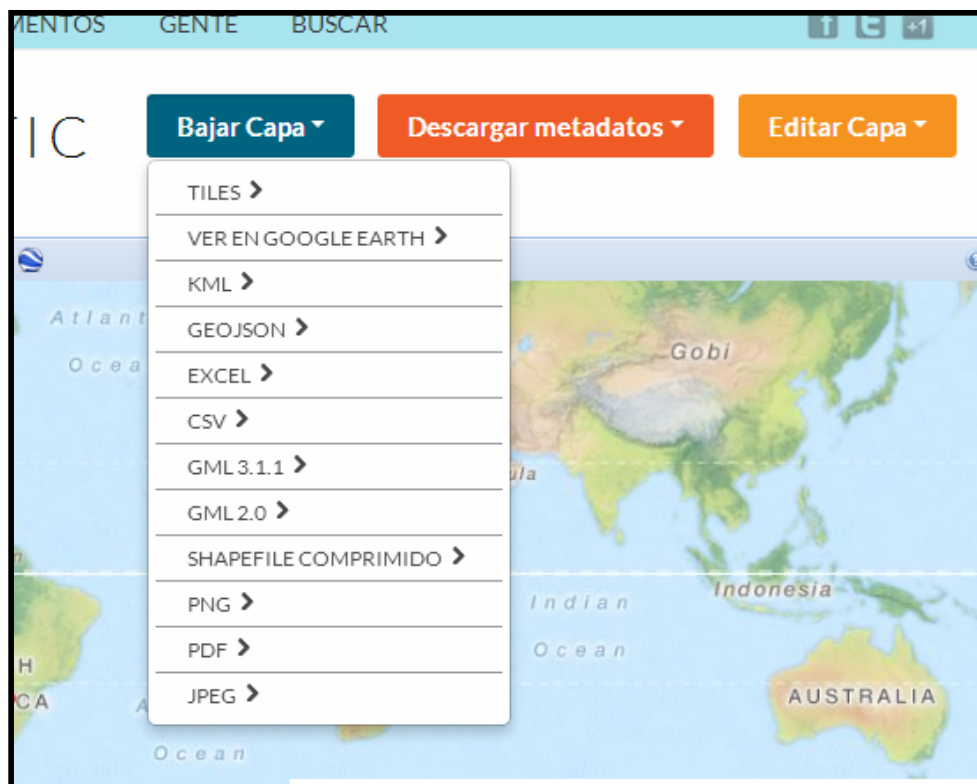 MENTOS GENTE BUSCAR
f t +1
TIC
Bajar Capa Descargar metadatos Editar Capa
TILES
VER EN GOOGLE EARTH
KML
GEOJSON
EXCEL
CSV
GML 3.1.1
GML 2.0
SHAPEFILE COMPRIMIDO
PNG
PDF
JPEG
Atlant
Ocea
Gobi
ula
Indonesia
Indian
Ocean
H
CA
AUSTRALIA
A
Ocean